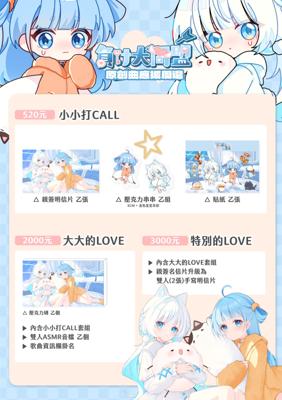 520元 小小打CALL
△ 親簽明信片 乙張
△ 壓克力串串 乙組
△ 貼紙 乙張
2000元 大大的LOVE
△ 壓克力磚 乙個
▶ 內含小小打CALL套組
▶ 雙人ASMR音檔 乙個
▶ 歌曲資訊欄掛名
3000元 特別的LOVE
▶ 內含大大的LOVE套組
▶ 親簽名信片升級為
雙人(2張)手寫明信片